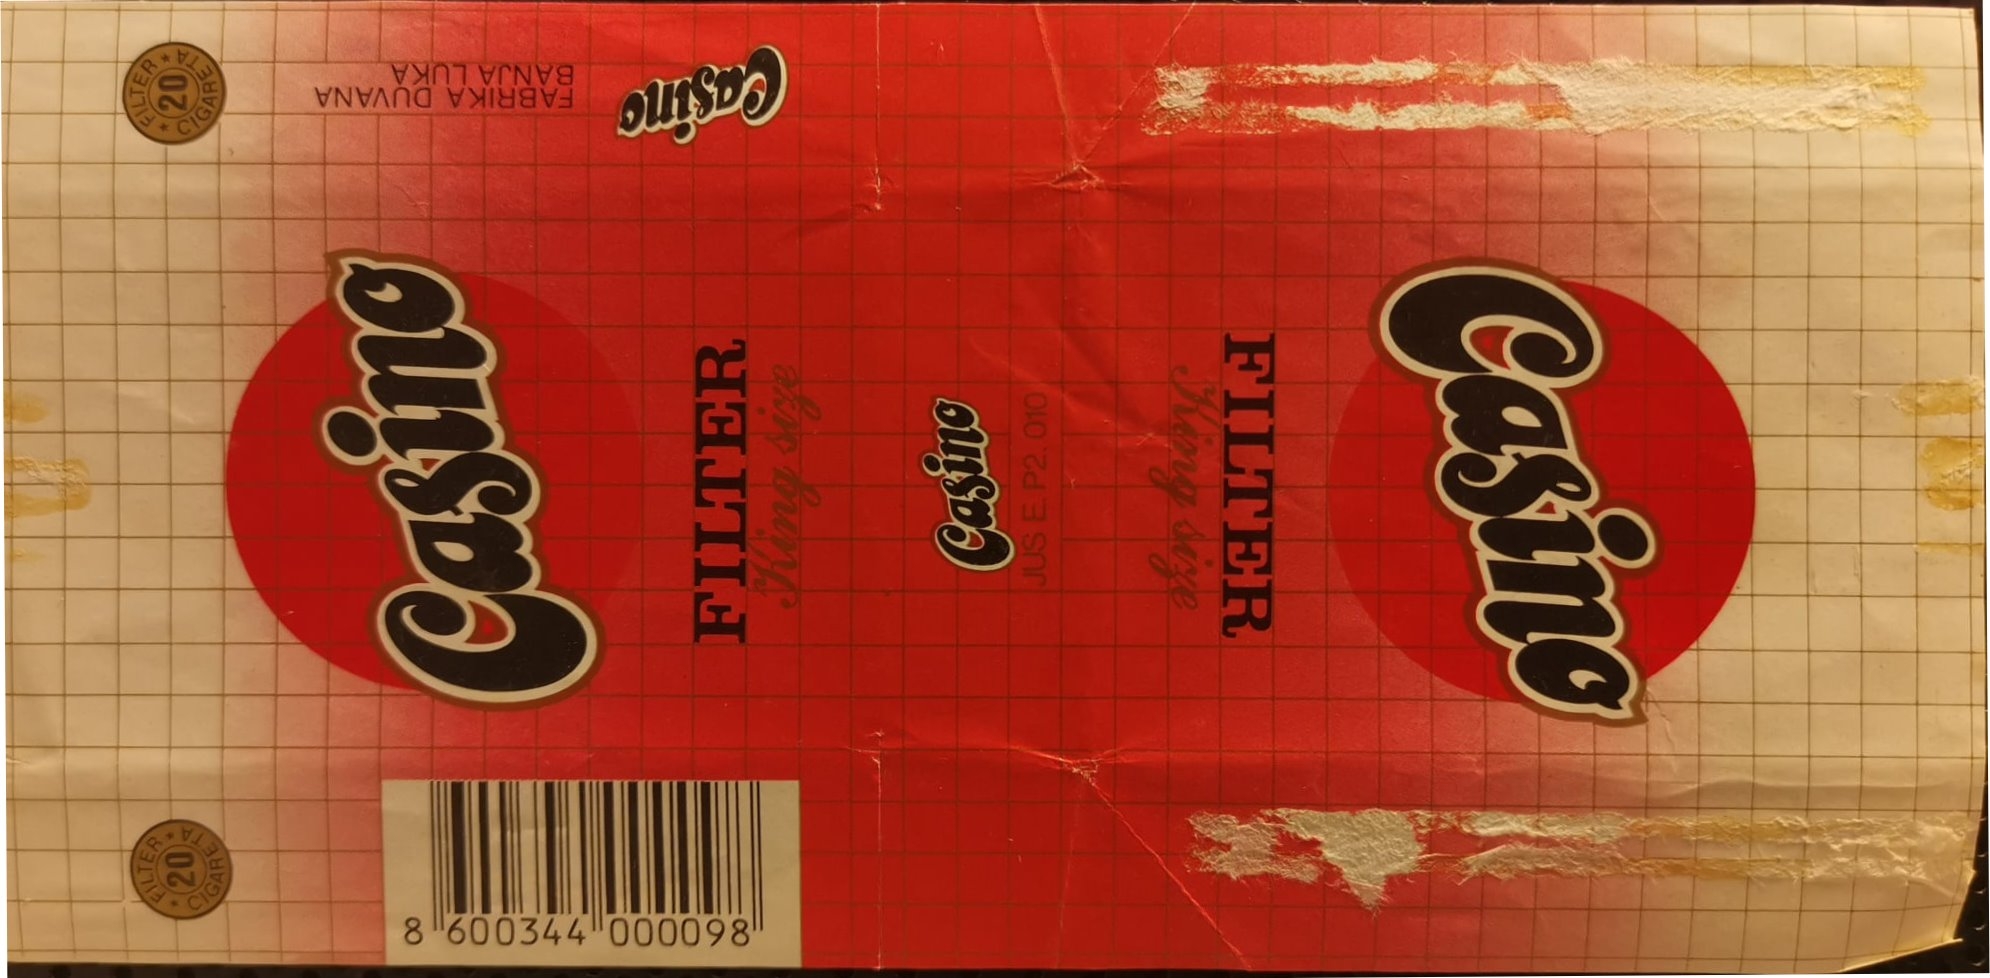 FILTER
20
CIGARETA
FABRIKA DUVANA
BANJA LUKA
Casino
Casino
FILTER
King size
Casino
JUS E. P2. 010
King size
FILTER
Casino
FILTER
20
CIGARETA
8 600344 000098